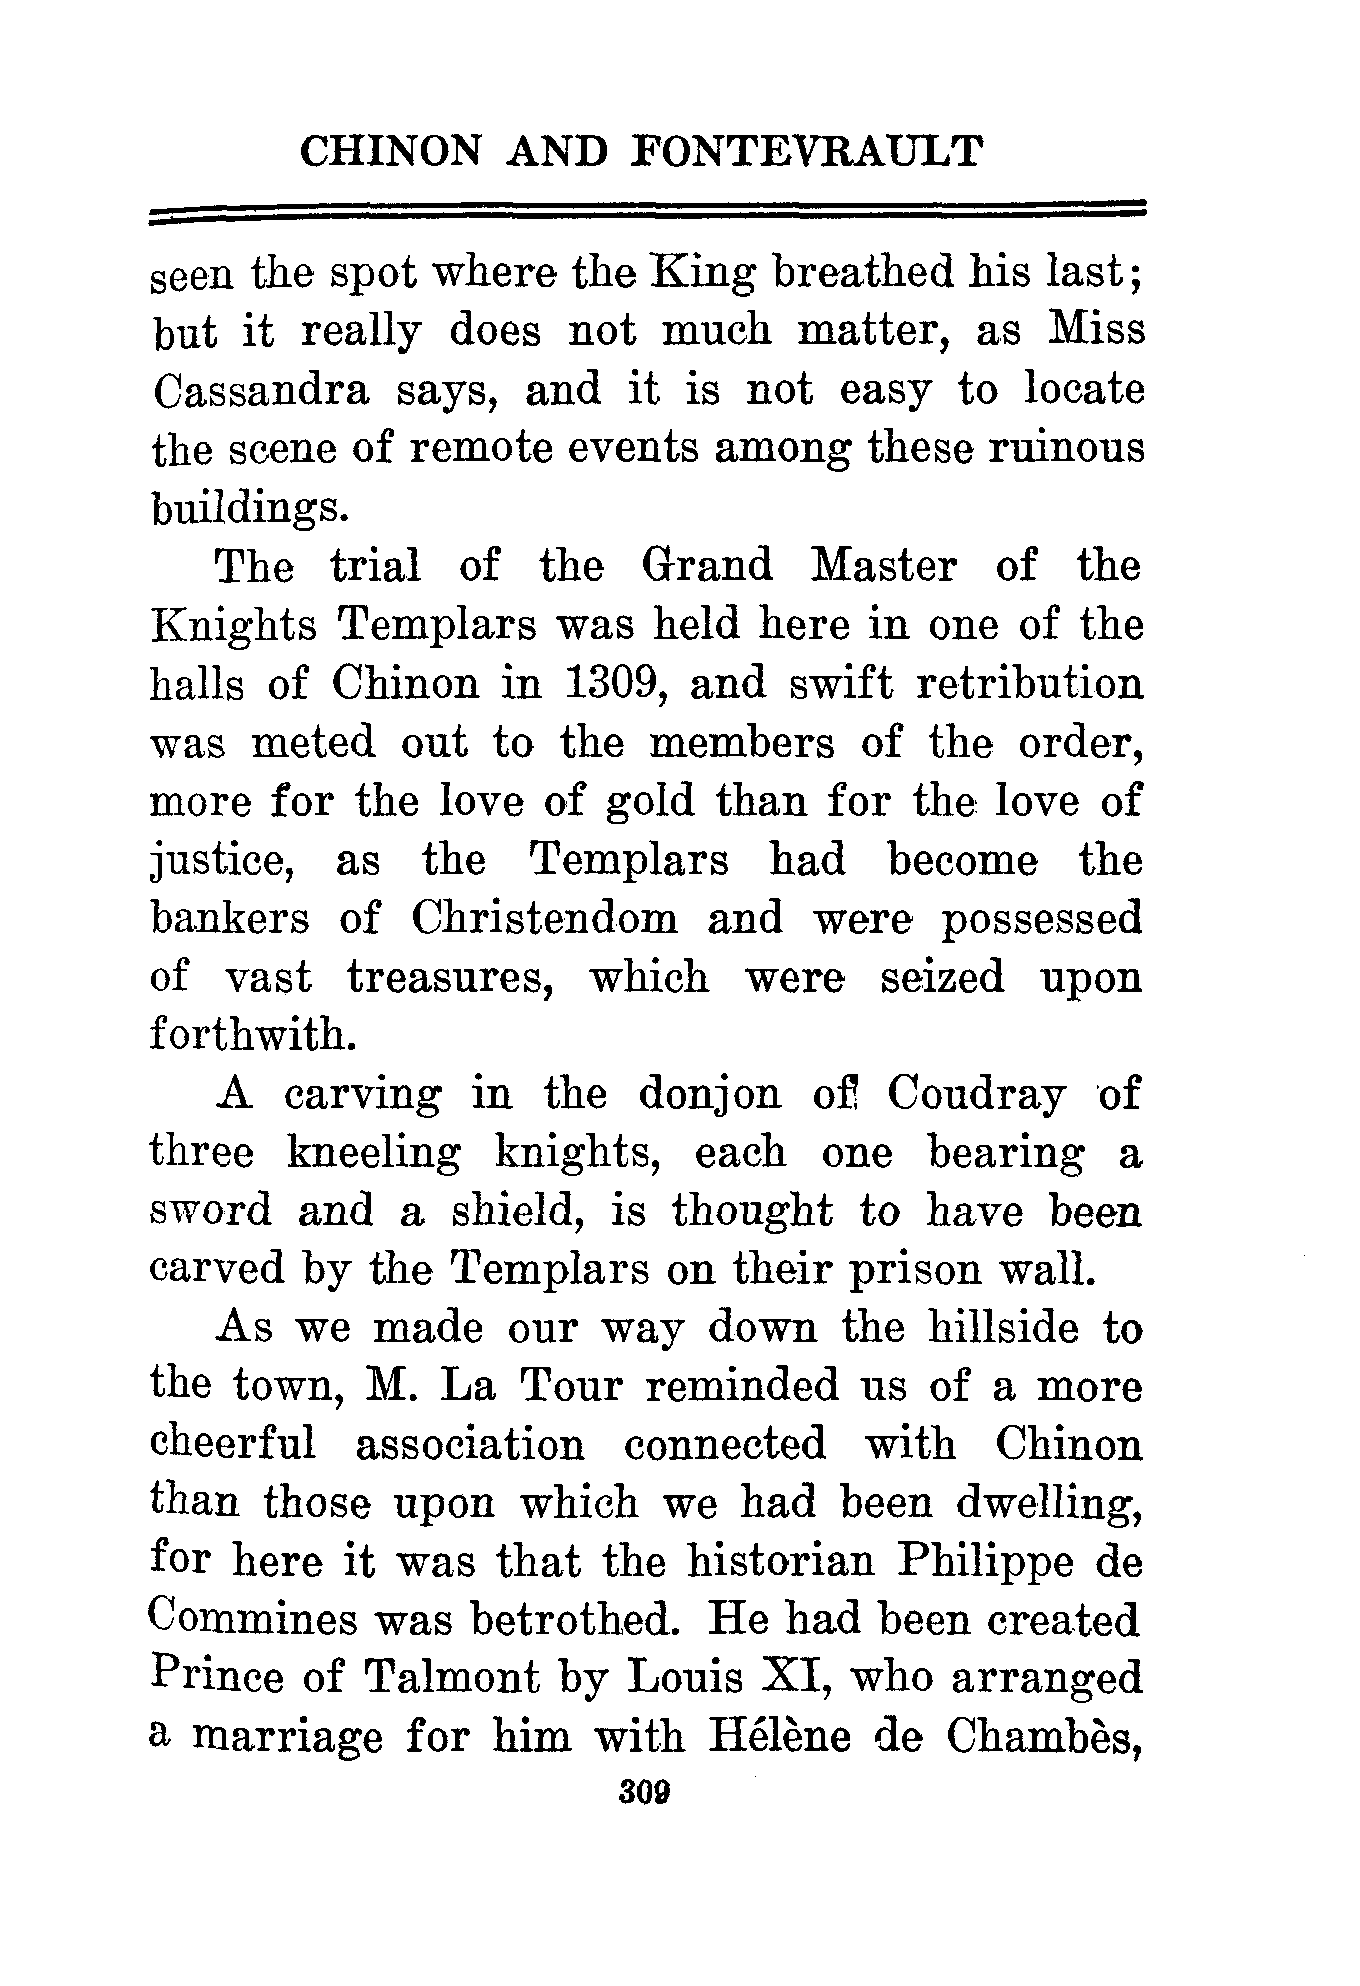 CHINON AND FONTEVRAULT
seen the spot where the King breathed his last;
but it really does not much matter, as Miss
Cassandra says, and it is not easy to locate
the scene of remote events among these ruinous
buildings.
The trial of the Grand Master of the
Knights Templars was held here in one of the
halls of Chinon in 1309, and swift retribution
was meted out to the members of the order,
more for the love of gold than for the love of
justice, as the Templars had become the
bankers of Christendom and were possessed
of vast treasures, which were seized upon
forthwith.
A carving in the donjon of Coudray of
three kneeling knights, each one bearing a
sword and a shield, is thought to have been
carved by the Templars on their prison wall.
As we made our way down the hillside to
the town, M. La Tour reminded us of a more
cheerful association connected with Chinon
than those upon which we had been dwelling,
for here it was that the historian Philippe de
Commines was betrothed. He had been created
Prince of Talmont by Louis XI, who arranged
a marriage for him with Hélène de Chambès,
309